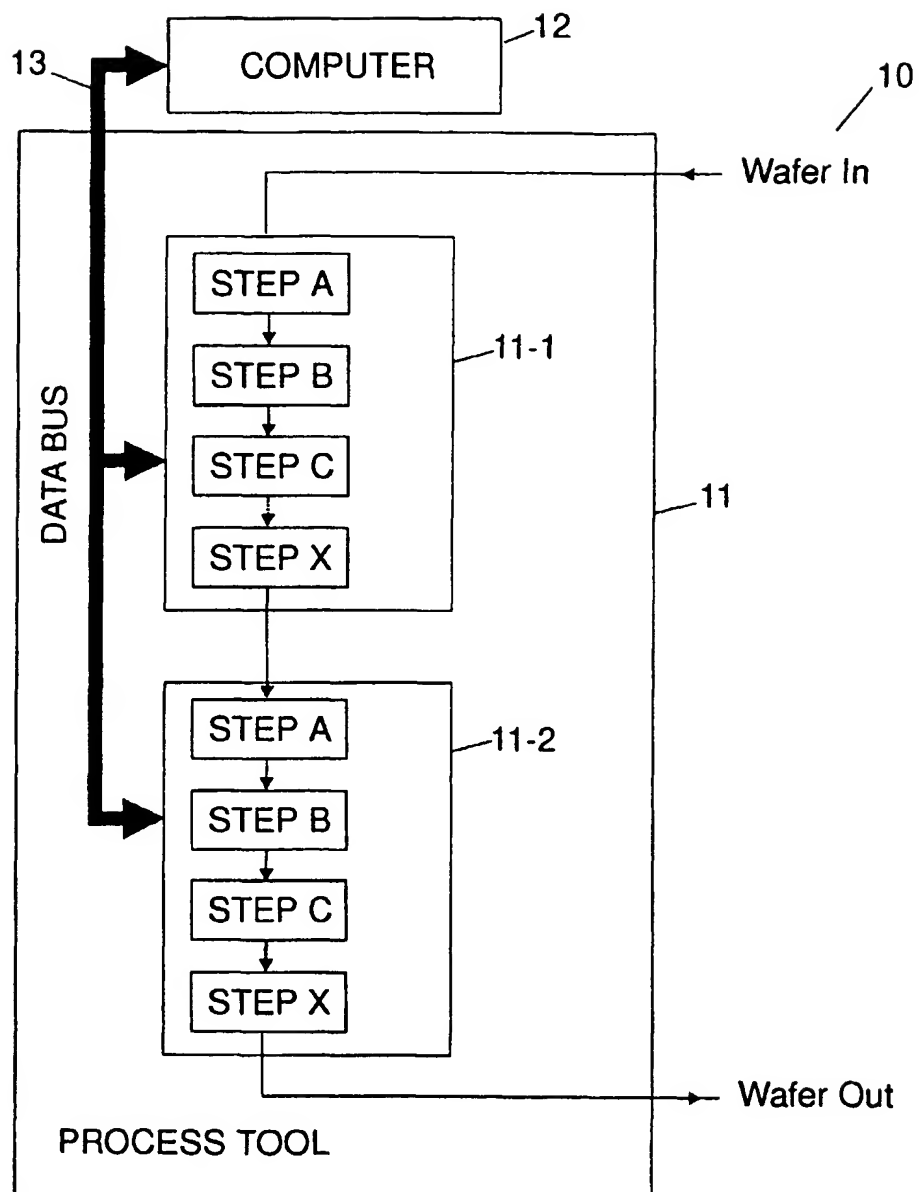 12
COMPUTER
13
10
Wafer In
STEP A
STEP B
11-1
STEP C
STEP X
DATA BUS
11
STEP A
11-2
STEP B
STEP C
STEP X
Wafer Out
PROCESS TOOL